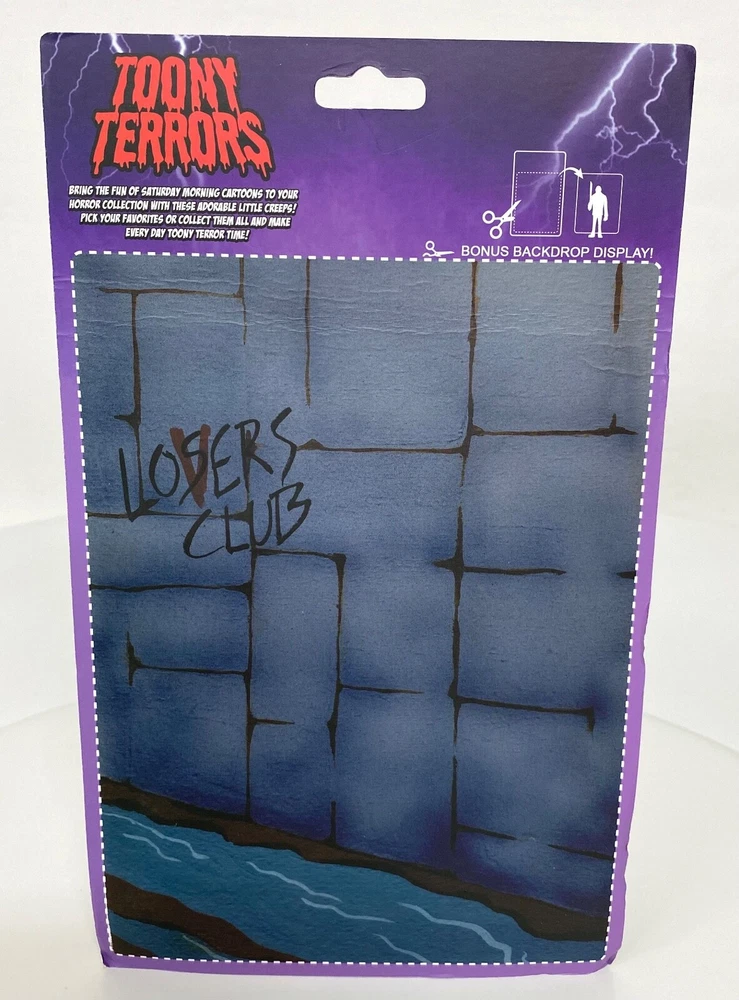 TOONY
TERRORS
BRING THE FUN OF SATURDAY MORNING CARTOONS TO YOUR
HORROR COLLECTION WITH THESE ADORABLE LITTLE CREEPS!
PICK YOUR FAVORITES OR COLLECT THEM ALL AND MAKE
EVERY DAY TOONY TERROR TIME!
BONUS BACKDROP DISPLAY!
LOSERS
CLUB